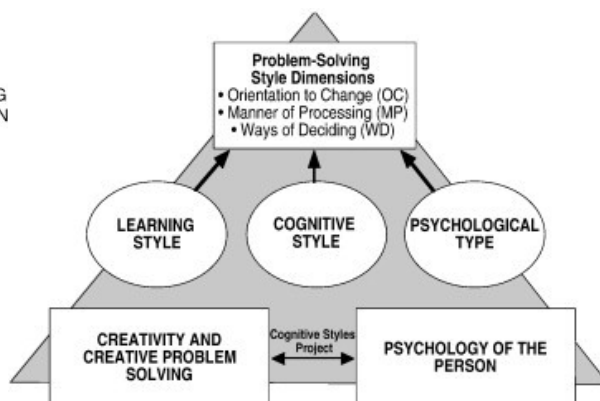 Problem-Solving
Style Dimensions
• Orientation to Change (OC)
• Manner of Processing (MP)
• Ways of Deciding (WD)
LEARNING
STYLE
COGNITIVE
STYLE
PSYCHOLOGICAL
TYPE
CREATIVITY AND
CREATIVE PROBLEM
SOLVING
Cognitive Styles
Project
PSYCHOLOGY OF THE
PERSON